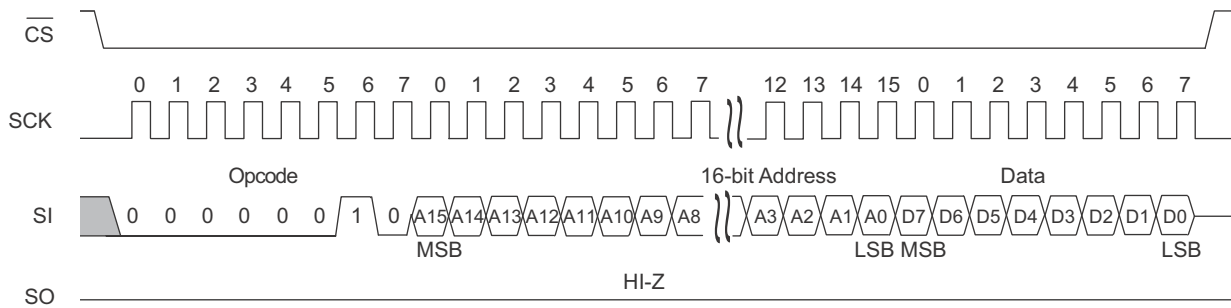 CS
0 1 2 3 4 5 6 7 0 1 2 3 4 5 6 7 12 13 14 15 0 1 2 3 4 5 6 7
SCK
Opcode 16-bit Address Data
SI 0 0 0 0 0 0 1 0 A15 A14 A13 A12 A11 A10 A9 A8 A3 A2 A1 A0 D7 D6 D5 D4 D3 D2 D1 D0
MSB LSB MSB LSB
HI-Z
SO